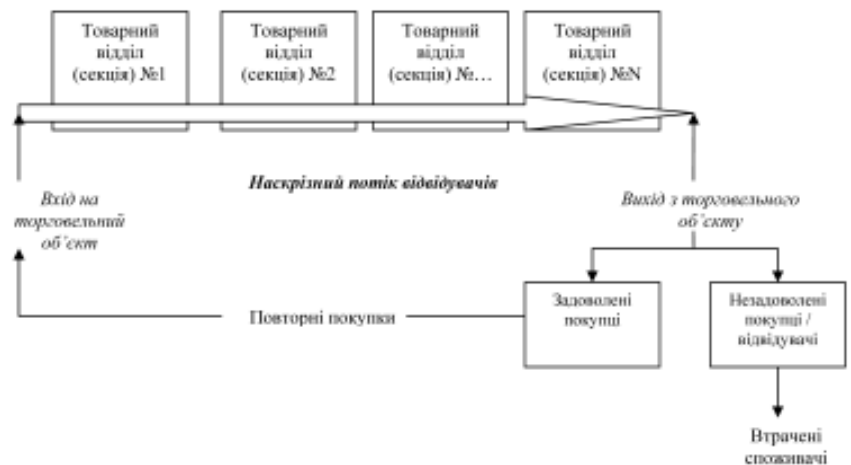 Товарний
відділ
(секція) №1
Товарний
відділ
(секція) №2
Товарний
відділ
(секція) №...
Товарний
відділ
(секція) №N
Наскрізний потік відвідувачів
Вхід на
торговельний
об´єкт
Вихід з торговельного
об´єкту
Повторні покупки
Задоволені
покупці
Незадоволені
покупці /
відвідувачі
Втрачені
споживачі